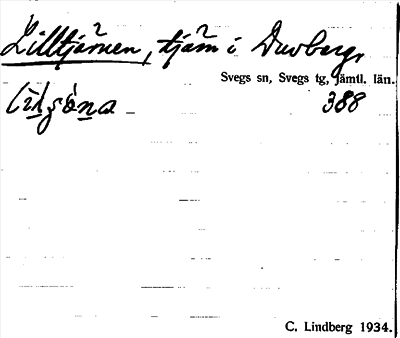 Lilltjärnen, tjärn i Duvberg,
Svegs sn, Svegs tg, Jämtl. län.
388
C. Lindberg 1934.